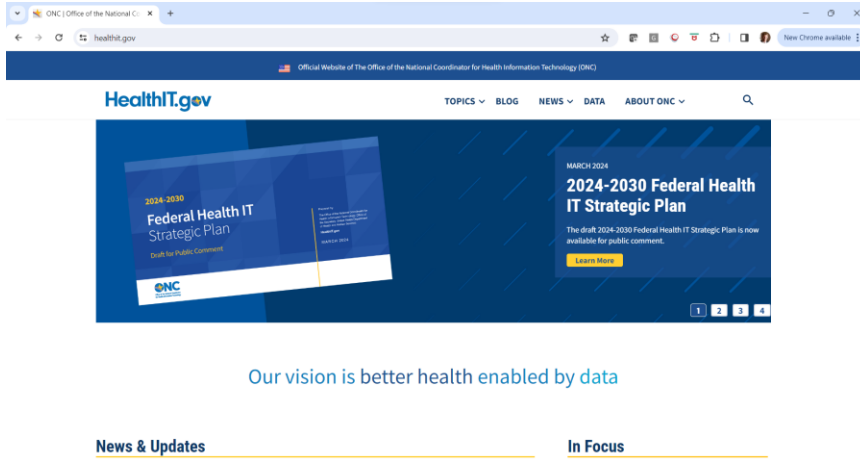 ONC | Office of the National Co
healthit.gov
New Chrome available
Official Website of The Office of the National Coordinator for Health Information Technology (ONC)
HealthIT.gov
TOPICS BLOG NEWS DATA ABOUT ONC
2024-2030
Federal Health IT
Strategic Plan
Draft for Public Comment
MARCH 2024
ONC
MARCH 2024
2024-2030 Federal Health
IT Strategic Plan
The draft 2024-2030 Federal Health IT Strategic Plan is now
available for public comment.
Learn More
1 2 3 4
Our vision is better health enabled by data
News & Updates
In Focus